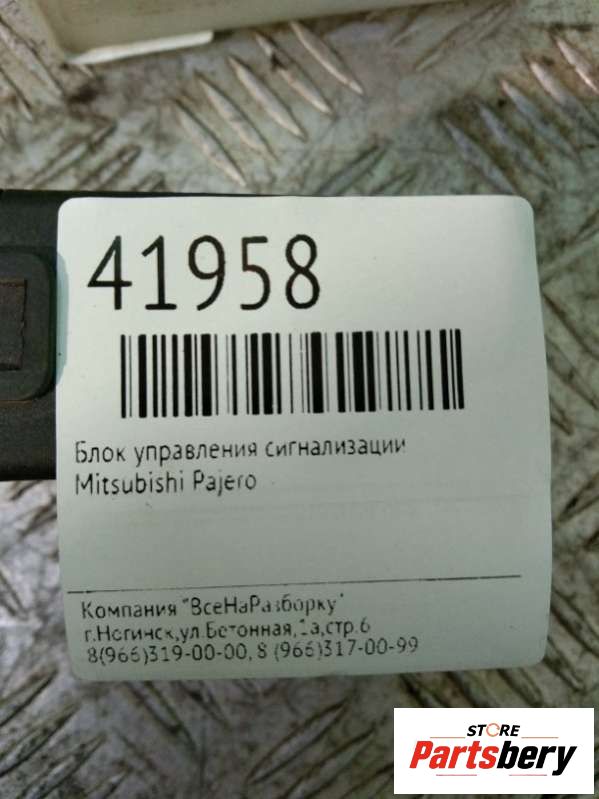 41958
Блок управления сигнализации
Mitsubishi Pajero
Компания "ВсеНаРазборку"
г.Ногинск,ул.Бетонная,1а,стр.6
8(966)319-00-00, 8 (966)317-00-99
STORE
Partsbery